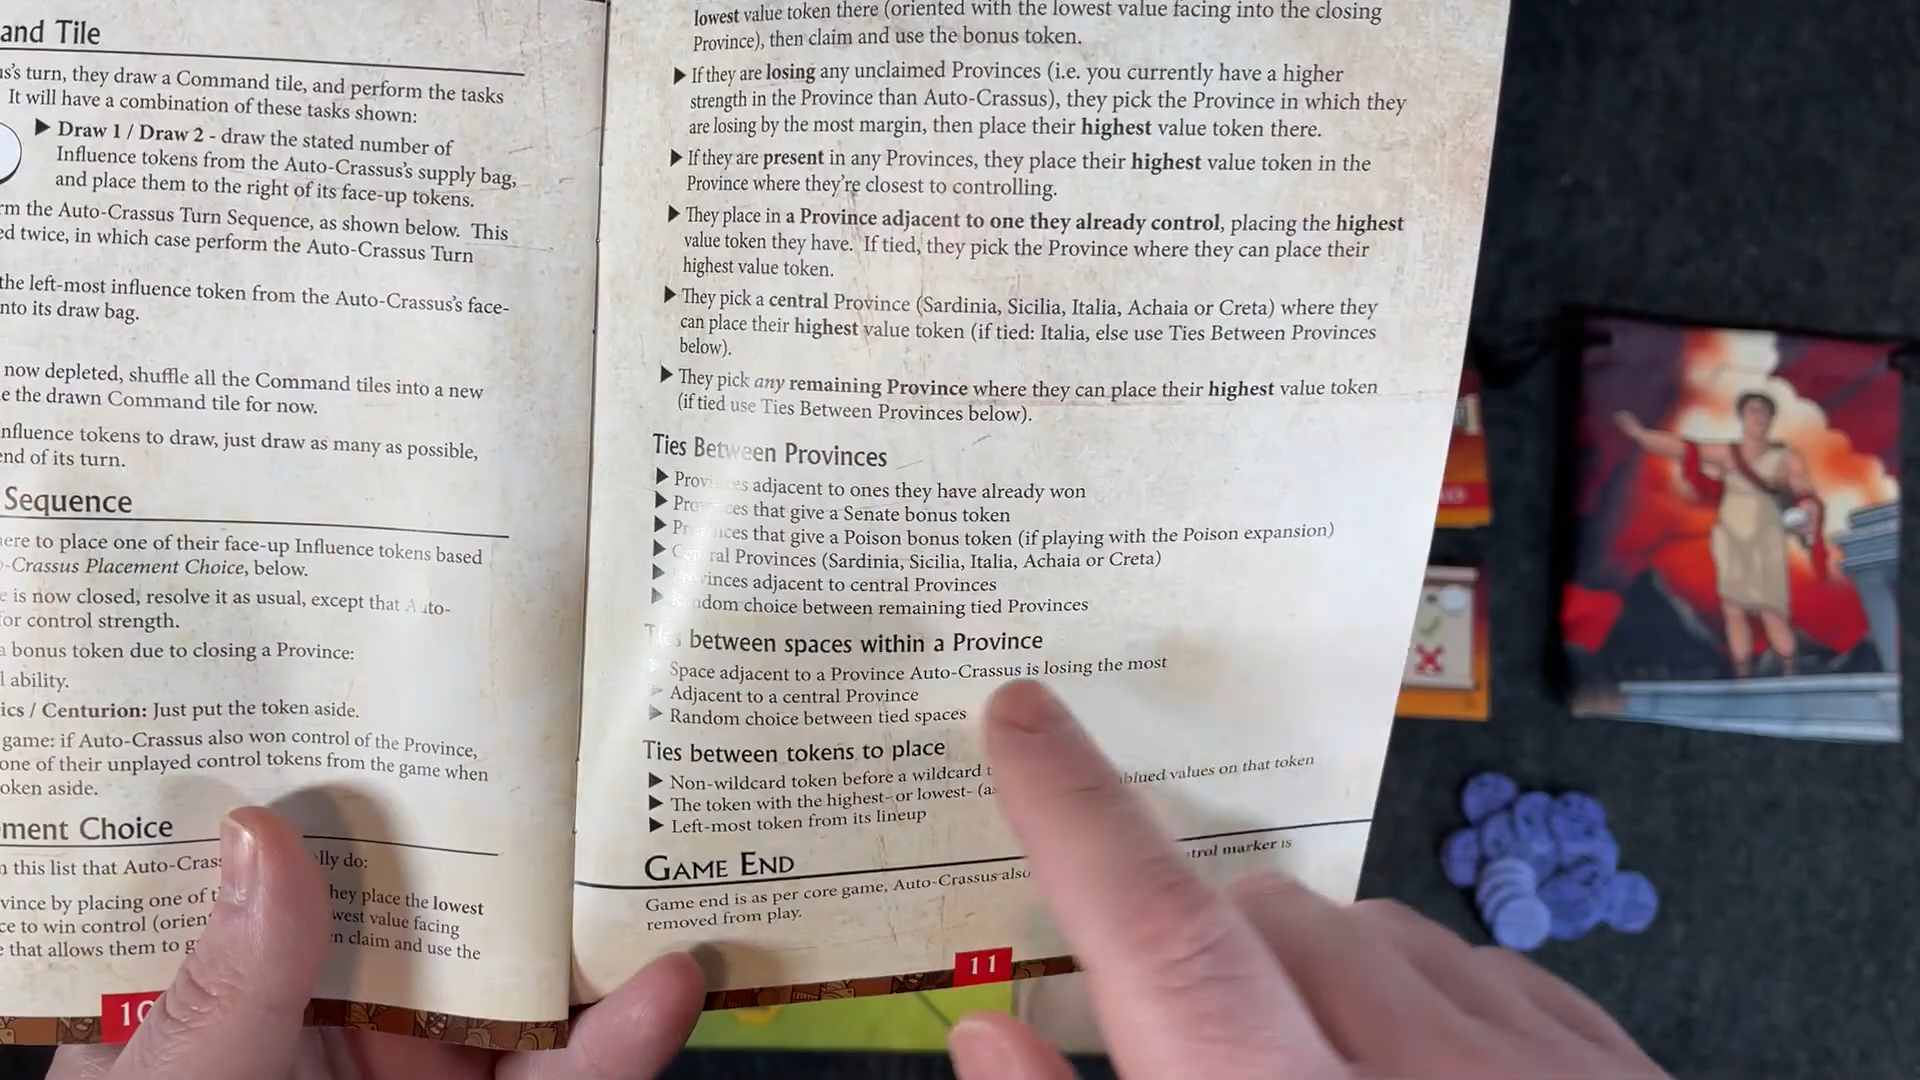 and Tile
us's turn, they draw a Command tile, and perform the tasks
It will have a combination of these tasks shown:
▶ Draw 1 / Draw 2 - draw the stated number of
Influence tokens from the Auto-Crassus's supply bag,
and place them to the right of its face-up tokens.
rm the Auto-Crassus Turn Sequence, as shown below. This
ed twice, in which case perform the Auto-Crassus Turn
the left-most influence token from the Auto-Crassus's face-
nto its draw bag.
now depleted, shuffle all the Command tiles into a new
e the drawn Command tile for now.
nfluence tokens to draw, just draw as many as possible,
end of its turn.
Sequence
here to place one of their face-up Influence tokens based
-Crassus Placement Choice, below.
e is now closed, resolve it as usual, except that Auto-
for control strength.
a bonus token due to closing a Province:
l ability.
ics / Centurion: Just put the token aside.
game: if Auto-Crassus also won control of the Province,
one of their unplayed control tokens from the game when
oken aside.
ment Choice
n this list that Auto-Cras lly do:
vince by placing one of t hey place the lowest
ce to win control (orien west value facing
e that allows them to g n claim and use the
10
lowest value token there (oriented with the lowest value facing into the closing
Province), then claim and use the bonus token.
▶ If they are losing any unclaimed Provinces (i.e. you currently have a higher
strength in the Province than Auto-Crassus), they pick the Province in which they
are losing by the most margin, then place their highest value token there.
▶ If they are present in any Provinces, they place their highest value token in the
Province where they're closest to controlling.
▶ They place in a Province adjacent to one they already control, placing the highest
value token they have. If tied, they pick the Province where they can place their
highest value token.
▶ They pick a central Province (Sardinia, Sicilia, Italia, Achaia or Creta) where they
can place their highest value token (if tied: Italia, else use Ties Between Provinces
below).
▶ They pick any remaining Province where they can place their highest value token
(if tied use Ties Between Provinces below).
Ties Between Provinces
▶ Provinces adjacent to ones they have already won
▶ Provinces that give a Senate bonus token
▶ Provinces that give a Poison bonus token (if playing with the Poison expansion)
▶ Central Provinces (Sardinia, Sicilia, Italia, Achaia or Creta)
▶ Provinces adjacent to central Provinces
▶ Random choice between remaining tied Provinces
Ties between spaces within a Province
▶ Space adjacent to a Province Auto-Crassus is losing the most
▶ Adjacent to a central Province
▶ Random choice between tied spaces
Ties between tokens to place
▶ Non-wildcard token before a wildcard t
▶ The token with the highest- or lowest- (a bined values on that token
▶ Left-most token from its lineup
GAME END
Game end is as per core game, Auto-Crassus also trol marker is
removed from play.
11